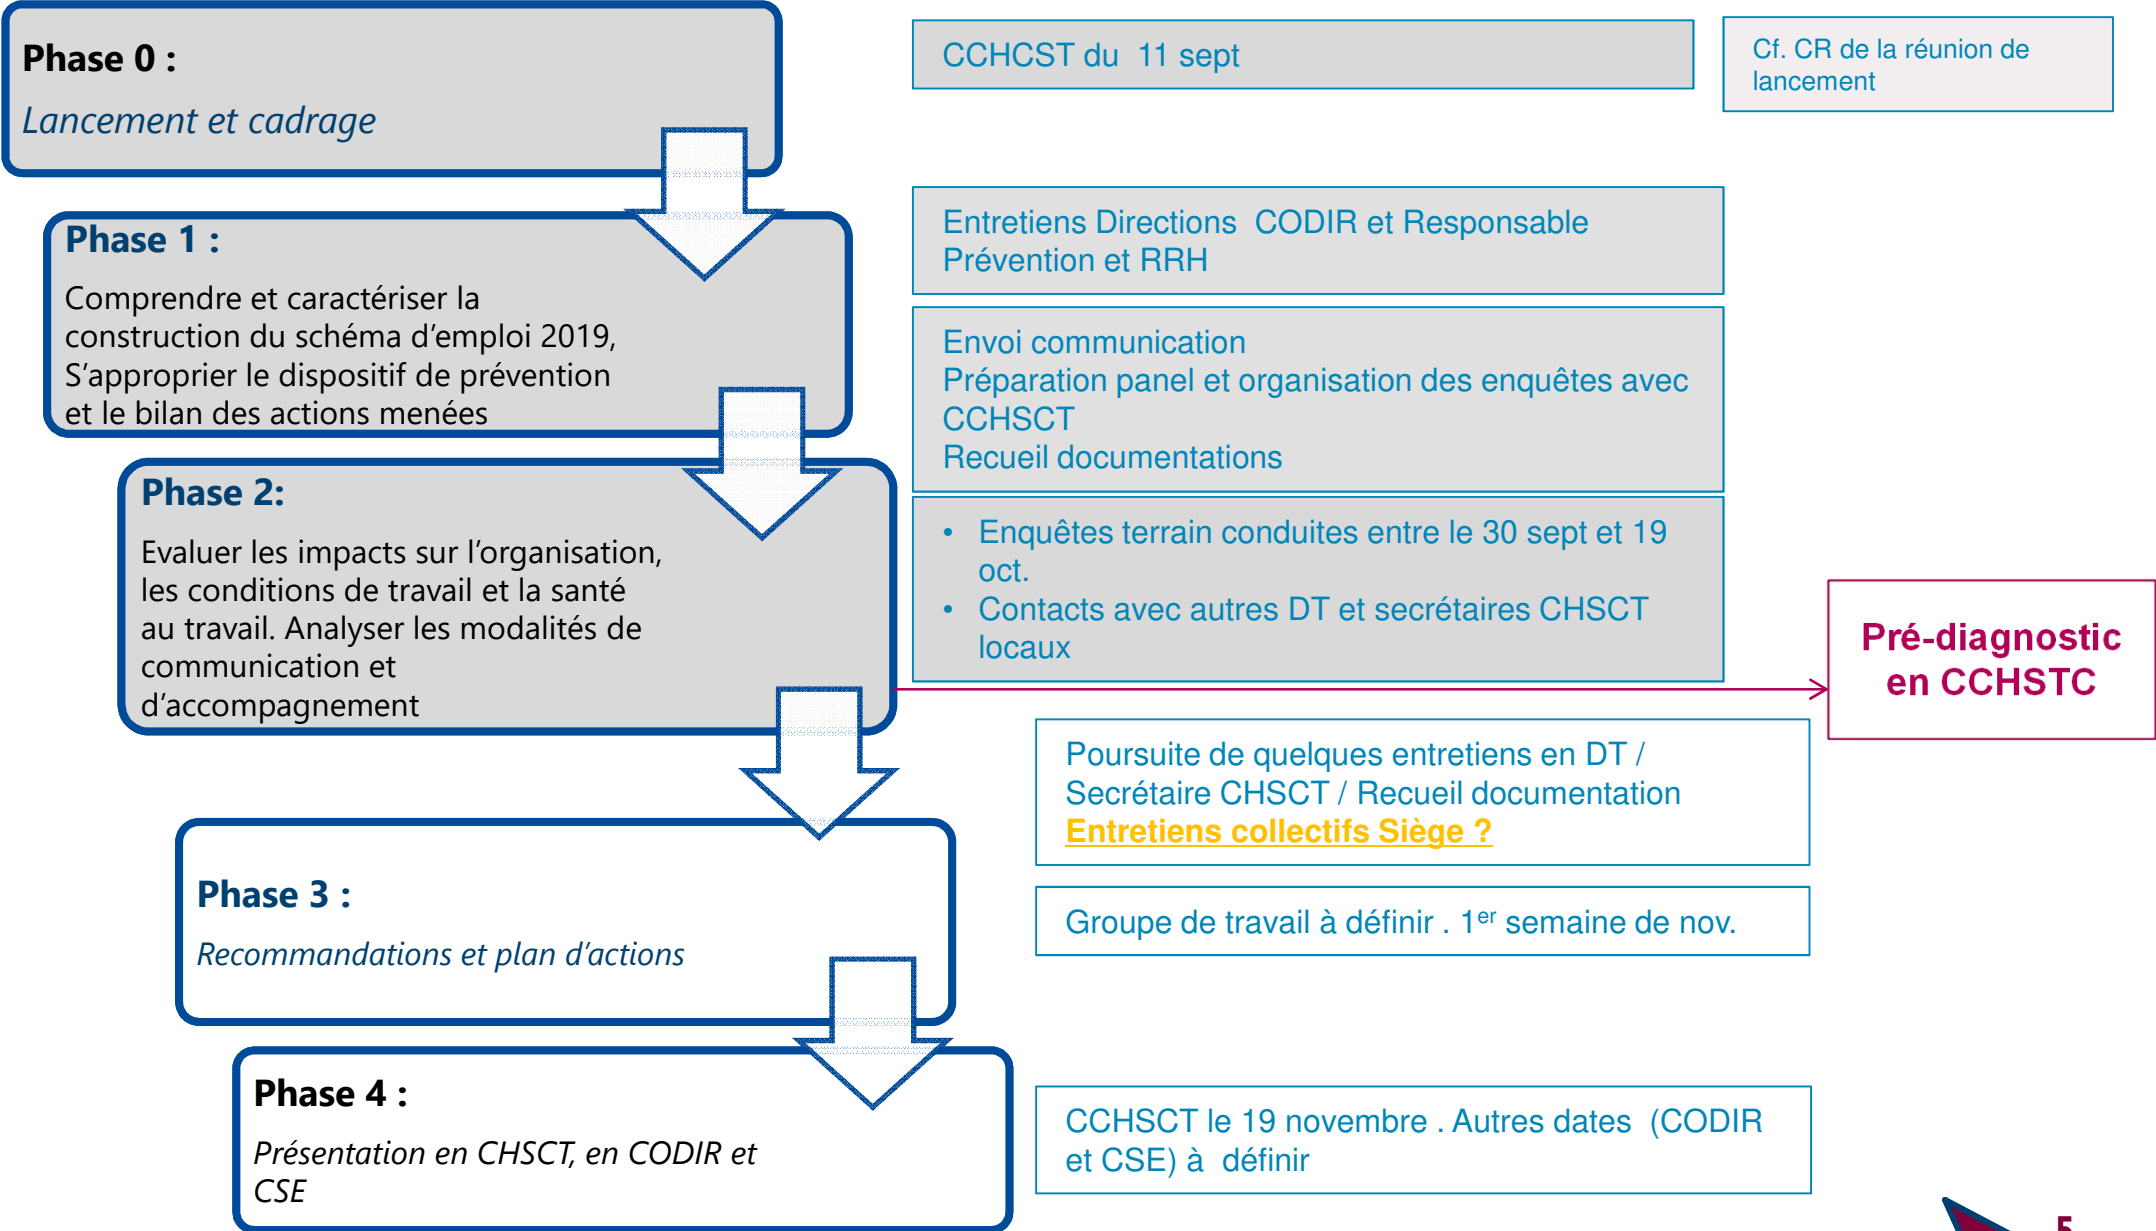 Phase 0 :
Lancement et cadrage
CCHCST du  11 sept
Cf. CR de la réunion de
lancement
Phase 1 :
Comprendre et caractériser la
construction du schéma d'emploi 2019,
S'approprier le dispositif de prévention
et le bilan des actions menées
Entretiens Directions  CODIR et Responsable
Prévention et RRH
Envoi communication
Préparation panel et organisation des enquêtes avec
CCHSCT
Recueil documentations
Phase 2:
Evaluer les impacts sur l'organisation,
les conditions de travail et la santé
au travail. Analyser les modalités de
communication et
d'accompagnement
• Enquêtes terrain conduites entre le 30 sept et 19
oct.
• Contacts avec autres DT et secrétaires CHSCT
locaux
Pré-diagnostic
en CCHSTC
Poursuite de quelques entretiens en DT /
Secrétaire CHSCT / Recueil documentation
Entretiens collectifs Siège ?
Phase 3 :
Recommandations et plan d'actions
Groupe de travail à définir . 1er semaine de nov.
Phase 4 :
Présentation en CHSCT, en CODIR et
CSE
CCHSCT le 19 novembre . Autres dates  (CODIR
et CSE) à  définir
5